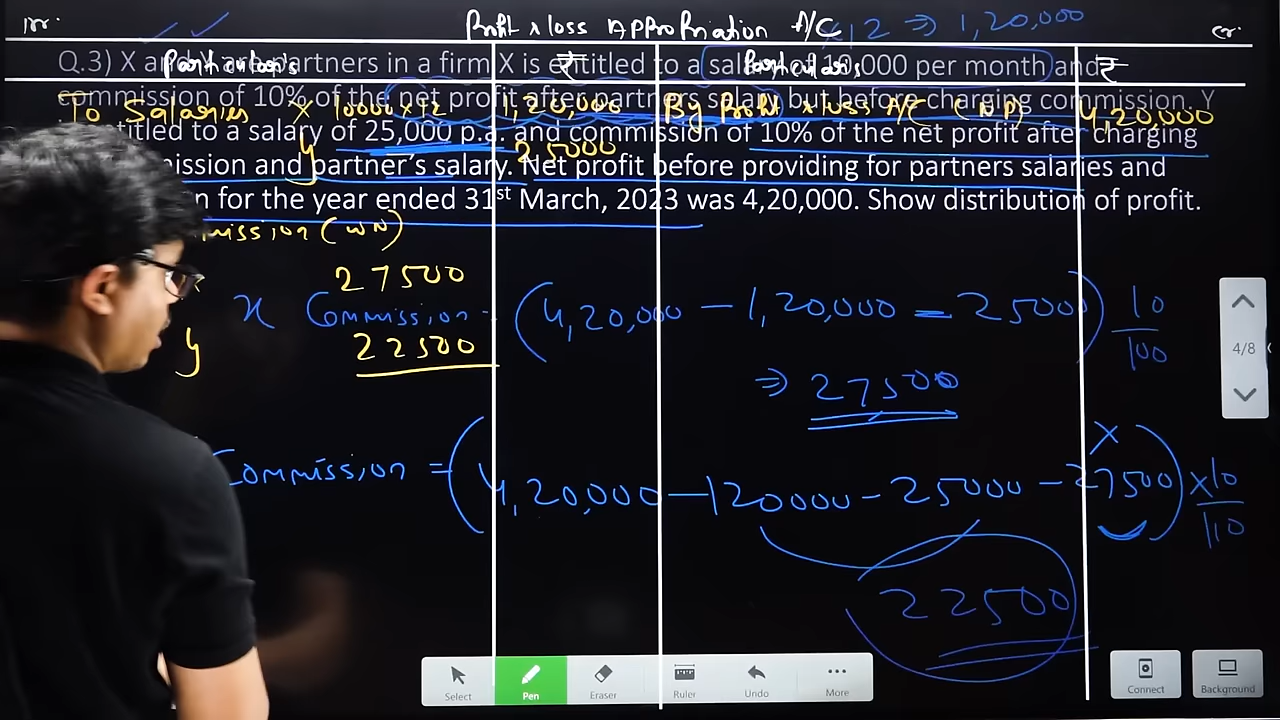 Dr. Profit & loss Appropriation A/C x12 ⇒ 1,20,000 Cr.
Particulars ₹ Particulars ₹
Q.3) X and Y are partners in a firm X is entitled to a salary of 10,000 per month and
commission of 10% of the net profit after partners salary but before charging commission. Y
entitled to a salary of 25,000 p.a. and commission of 10% of the net profit after charging
mission and partner's salary. Net profit before providing for partners salaries and
n for the year ended 31st March, 2023 was 4,20,000. Show distribution of profit.
To Salaries X 10000 x 12 1,20,000 By Profit & loss A/C (NP) 4,20,000
y 25000
mission (WN)
x 27500
y 22500
x Commission - (4,20,000 - 1,20,000 - 25000) 10/100
⇒ 27500
X
Commission = (4,20,000 - 120000 - 25000 - 27500) x 10/110
22500
4/8
Select Pen Eraser Ruler Undo More
Connect Background